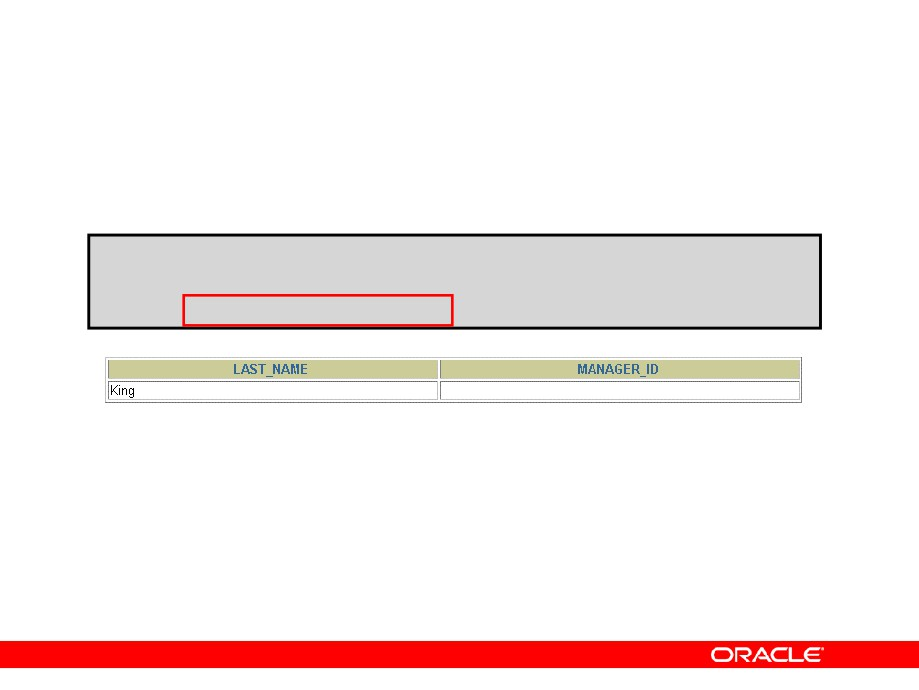 LAST_NAME MANAGER_ID
King
ORACLE